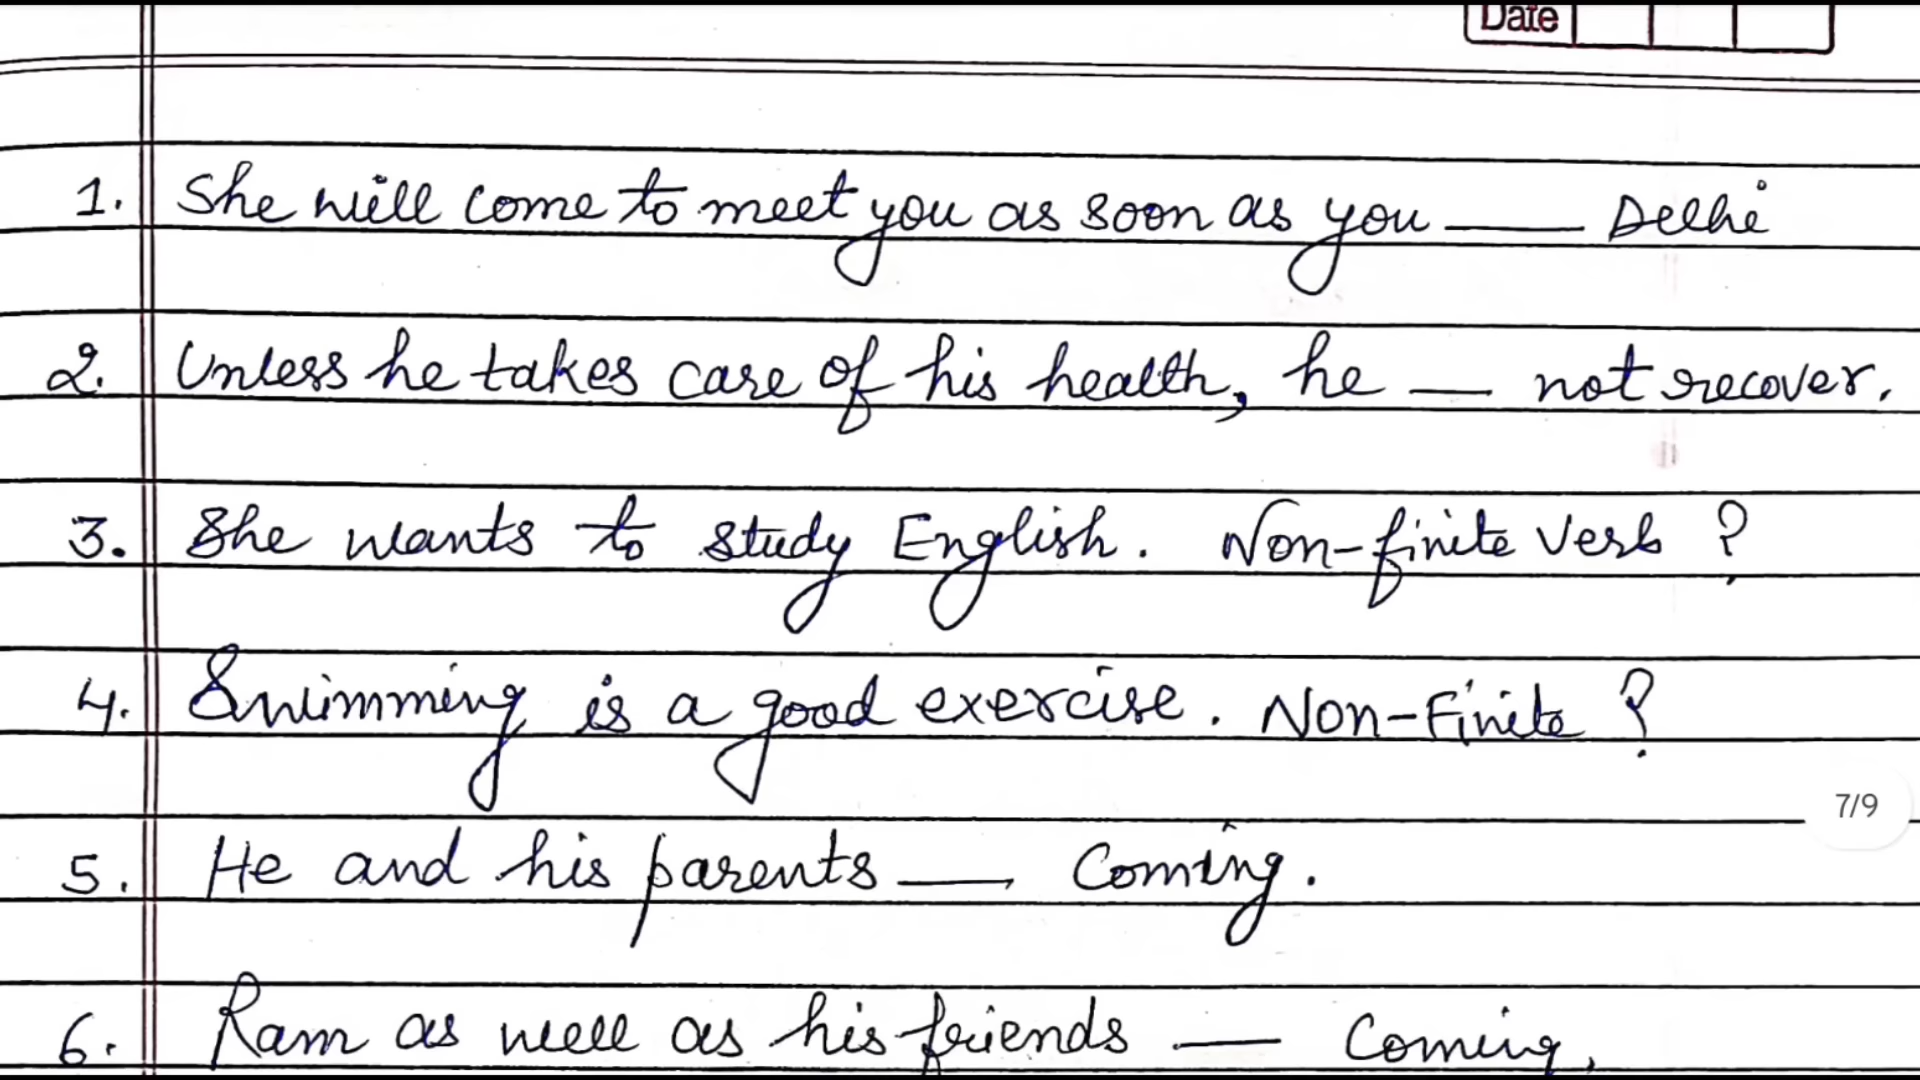 Date
1. She will come to meet you as soon as you ___ Delhi
2. Unless he takes care of his health, he __ not recover.
3. She wants to study English. Non-finite Verb ?
4. Swimming is a good exercise. Non-Finite ?
7/9
5. He and his parents ___ Coming.
6. Ram as well as his friends ___ Coming.